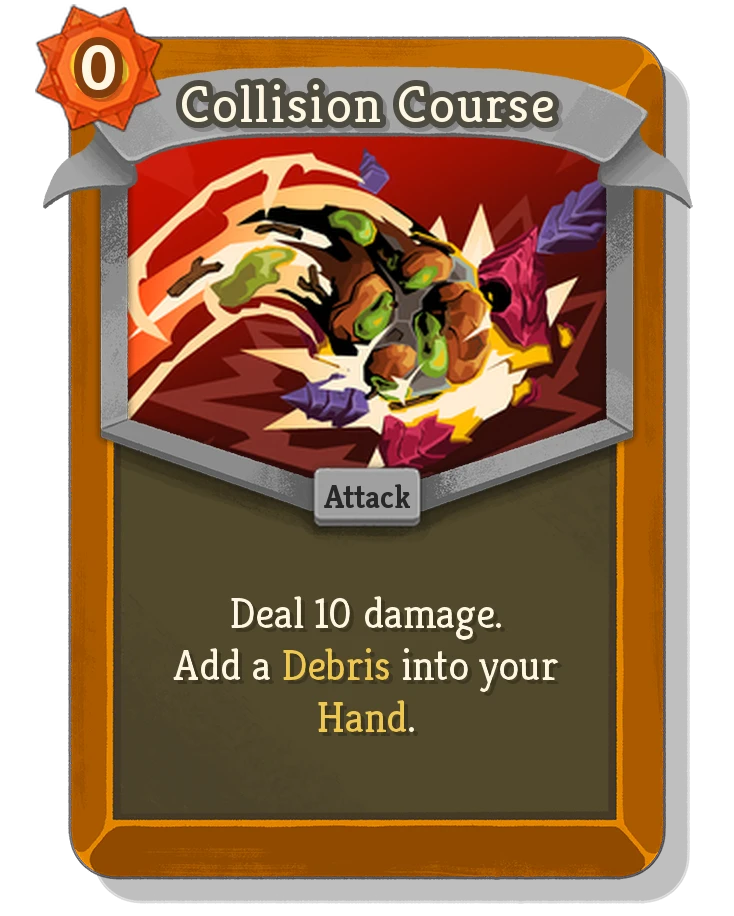 0
Collision Course
Attack
Deal 10 damage.
Add a Debris into your
Hand.